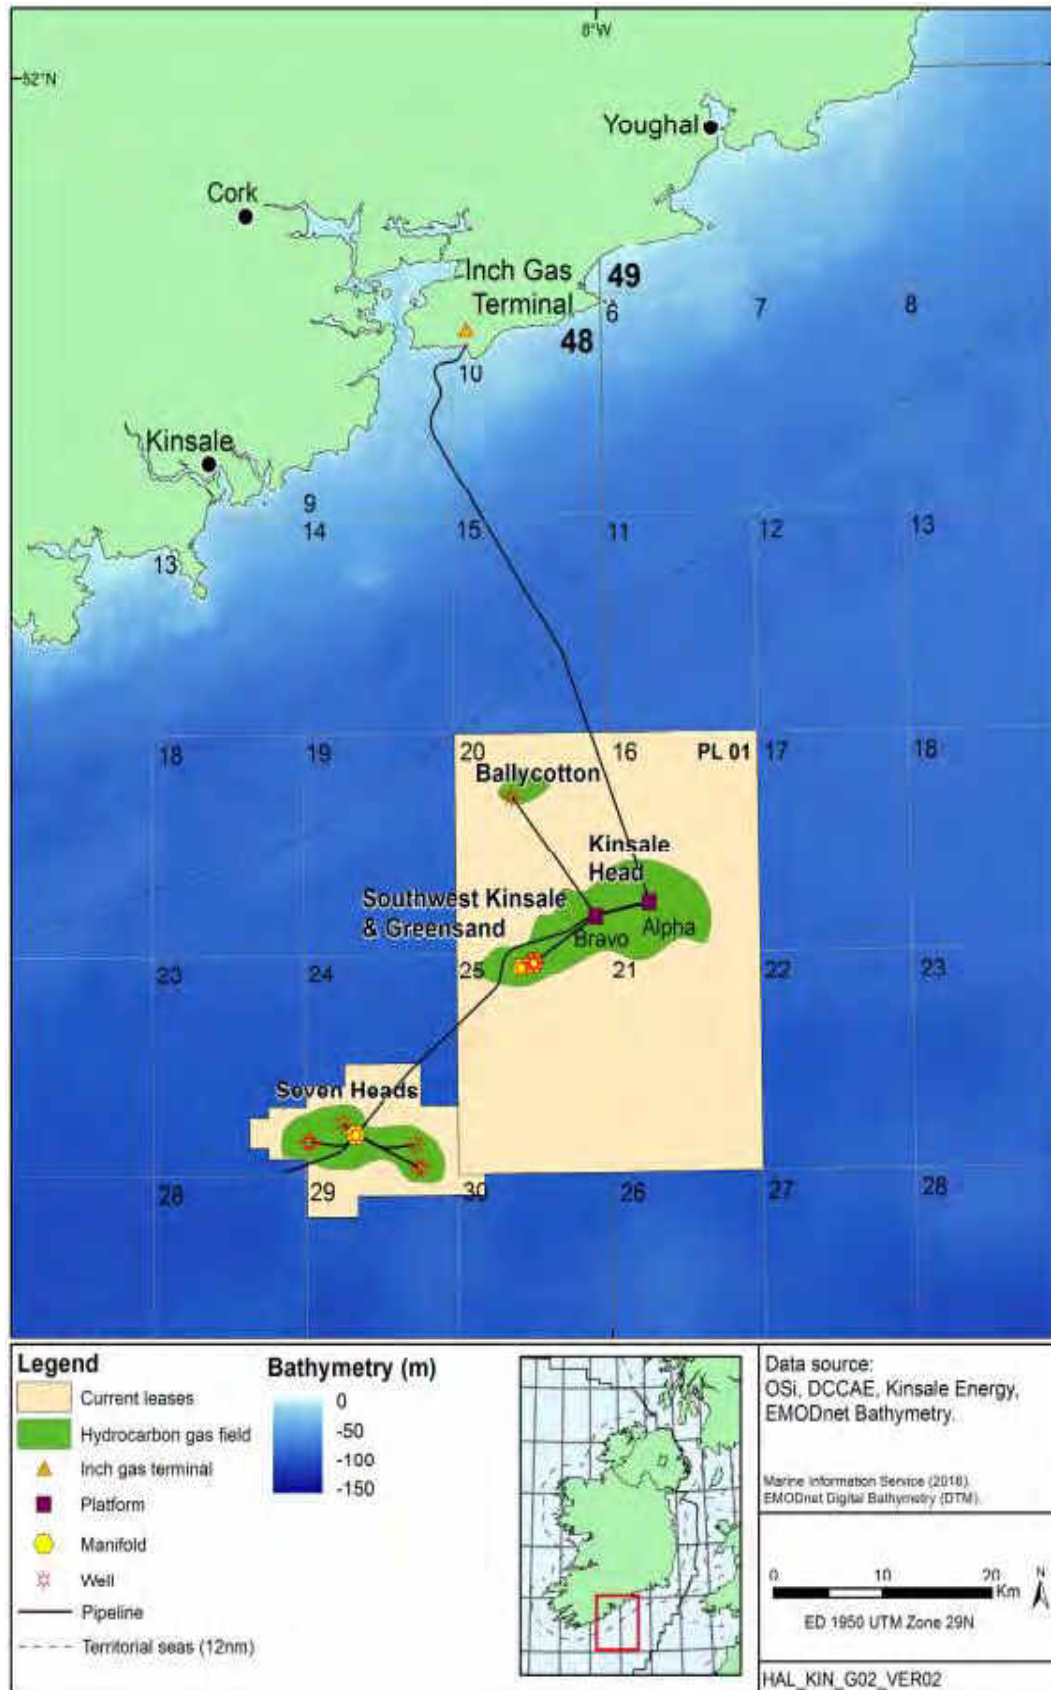 8°W
52°N
Youghal
Cork
Inch Gas
Terminal
49
6
7
8
48
10
Kinsale
9
14
15
11
12
13
13
18
19
20
16
PL 01
17
18
Ballycotton
Kinsale
Head
Southwest Kinsale
& Greensand
Bravo
Alpha
23
24
25
21
22
23
Seven Heads
28
29
30
26
27
28
Legend
Current leases
Hydrocarbon gas field
Inch gas terminal
Platform
Manifold
Well
Pipeline
Territorial seas (12nm)
Bathymetry (m)
0
-50
-100
-150
Data source:
OSi, DCCAE, Kinsale Energy,
EMODnet Bathymetry.
Marine Information Service (2016).
EMODnet Digital Bathymetry (DTM).
0 10 20
Km
N
ED 1950 UTM Zone 29N
HAL_KIN_G02_VER02